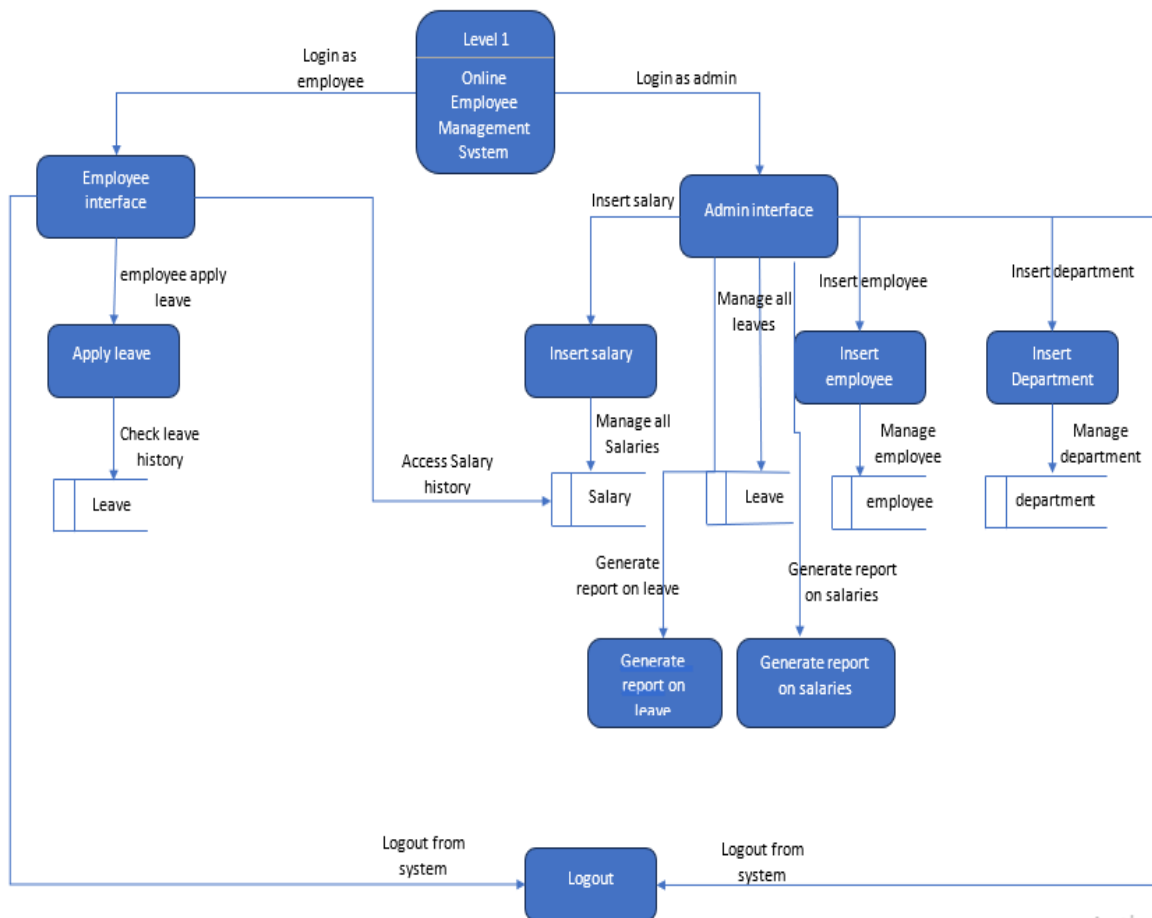 Level 1
Online
Employee
Management
System
Login as
employee
Login as admin
Employee
interface
Insert salary
Admin interface
employee apply
leave
Manage all
leaves
Insert employee
Insert department
Apply leave
Insert salary
Insert
employee
Insert
Department
Check leave
history
Manage all
Salaries
Manage
employee
Manage
department
Access Salary
history
Leave
Salary
Leave
employee
department
Generate
report on leave
Generate report
on salaries
Generate
report on
leave
Generate report
on salaries
Logout from
system
Logout
Logout from
system